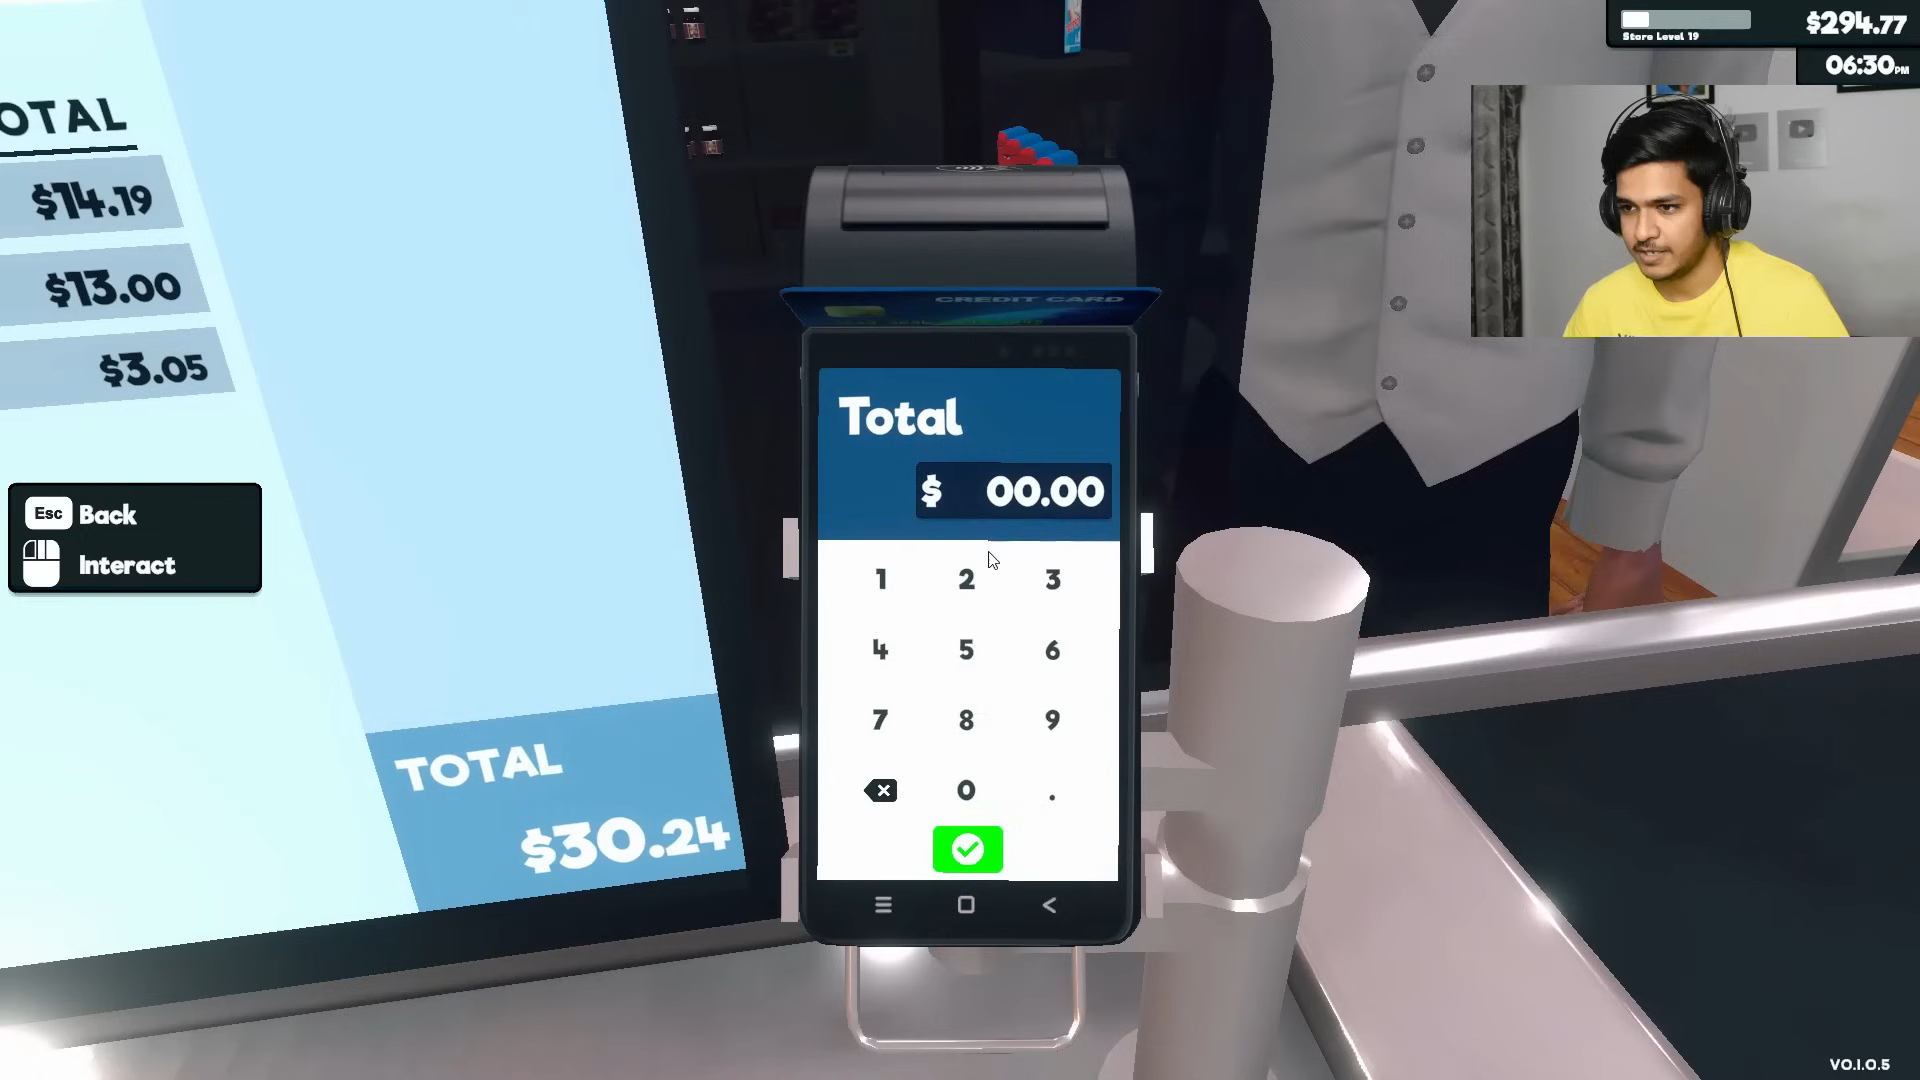 $294.77
Store Level 19
06:30PM
OTAL
$14.19
$13.00
$3.05
CREDIT CARD
Total
$ 00.00
Esc Back
Interact
1 2 3
4 5 6
7 8 9
0 .
TOTAL
$30.24
V0.1.0.5